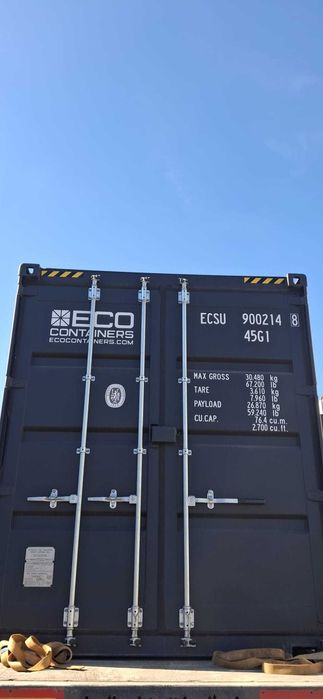 ECO
CONTAINERS
ECOCONTAINERS.COM
ECSU 900214 8
45G1
MAX GROSS 30.480 kg
67.200 lb
TARE 3.610 kg
7.960 lb
PAYLOAD 26.870 kg
59.240 lb
CU.CAP. 76.4 cu.m.
2.700 cu.ft.